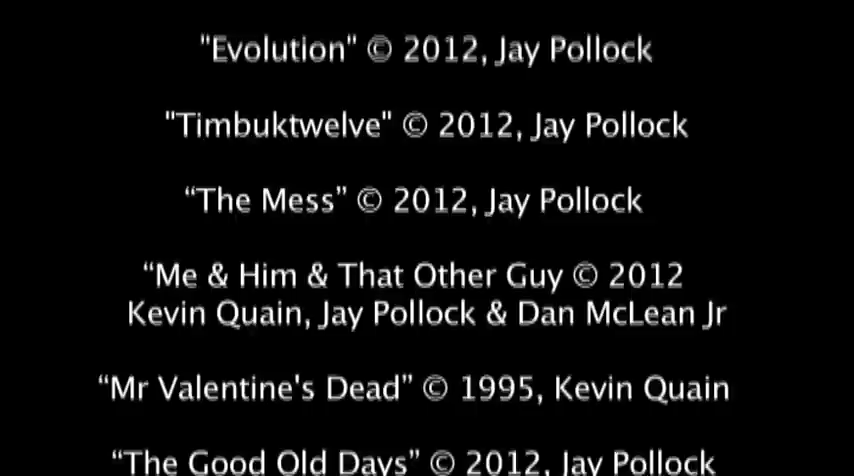 "Evolution" © 2012, Jay Pollock
"Timbuktwelve" © 2012, Jay Pollock
“The Mess” © 2012, Jay Pollock
“Me & Him & That Other Guy © 2012
Kevin Quain, Jay Pollock & Dan McLean Jr
“Mr Valentine's Dead” © 1995, Kevin Quain
“The Good Old Days” © 2012, Jay Pollock